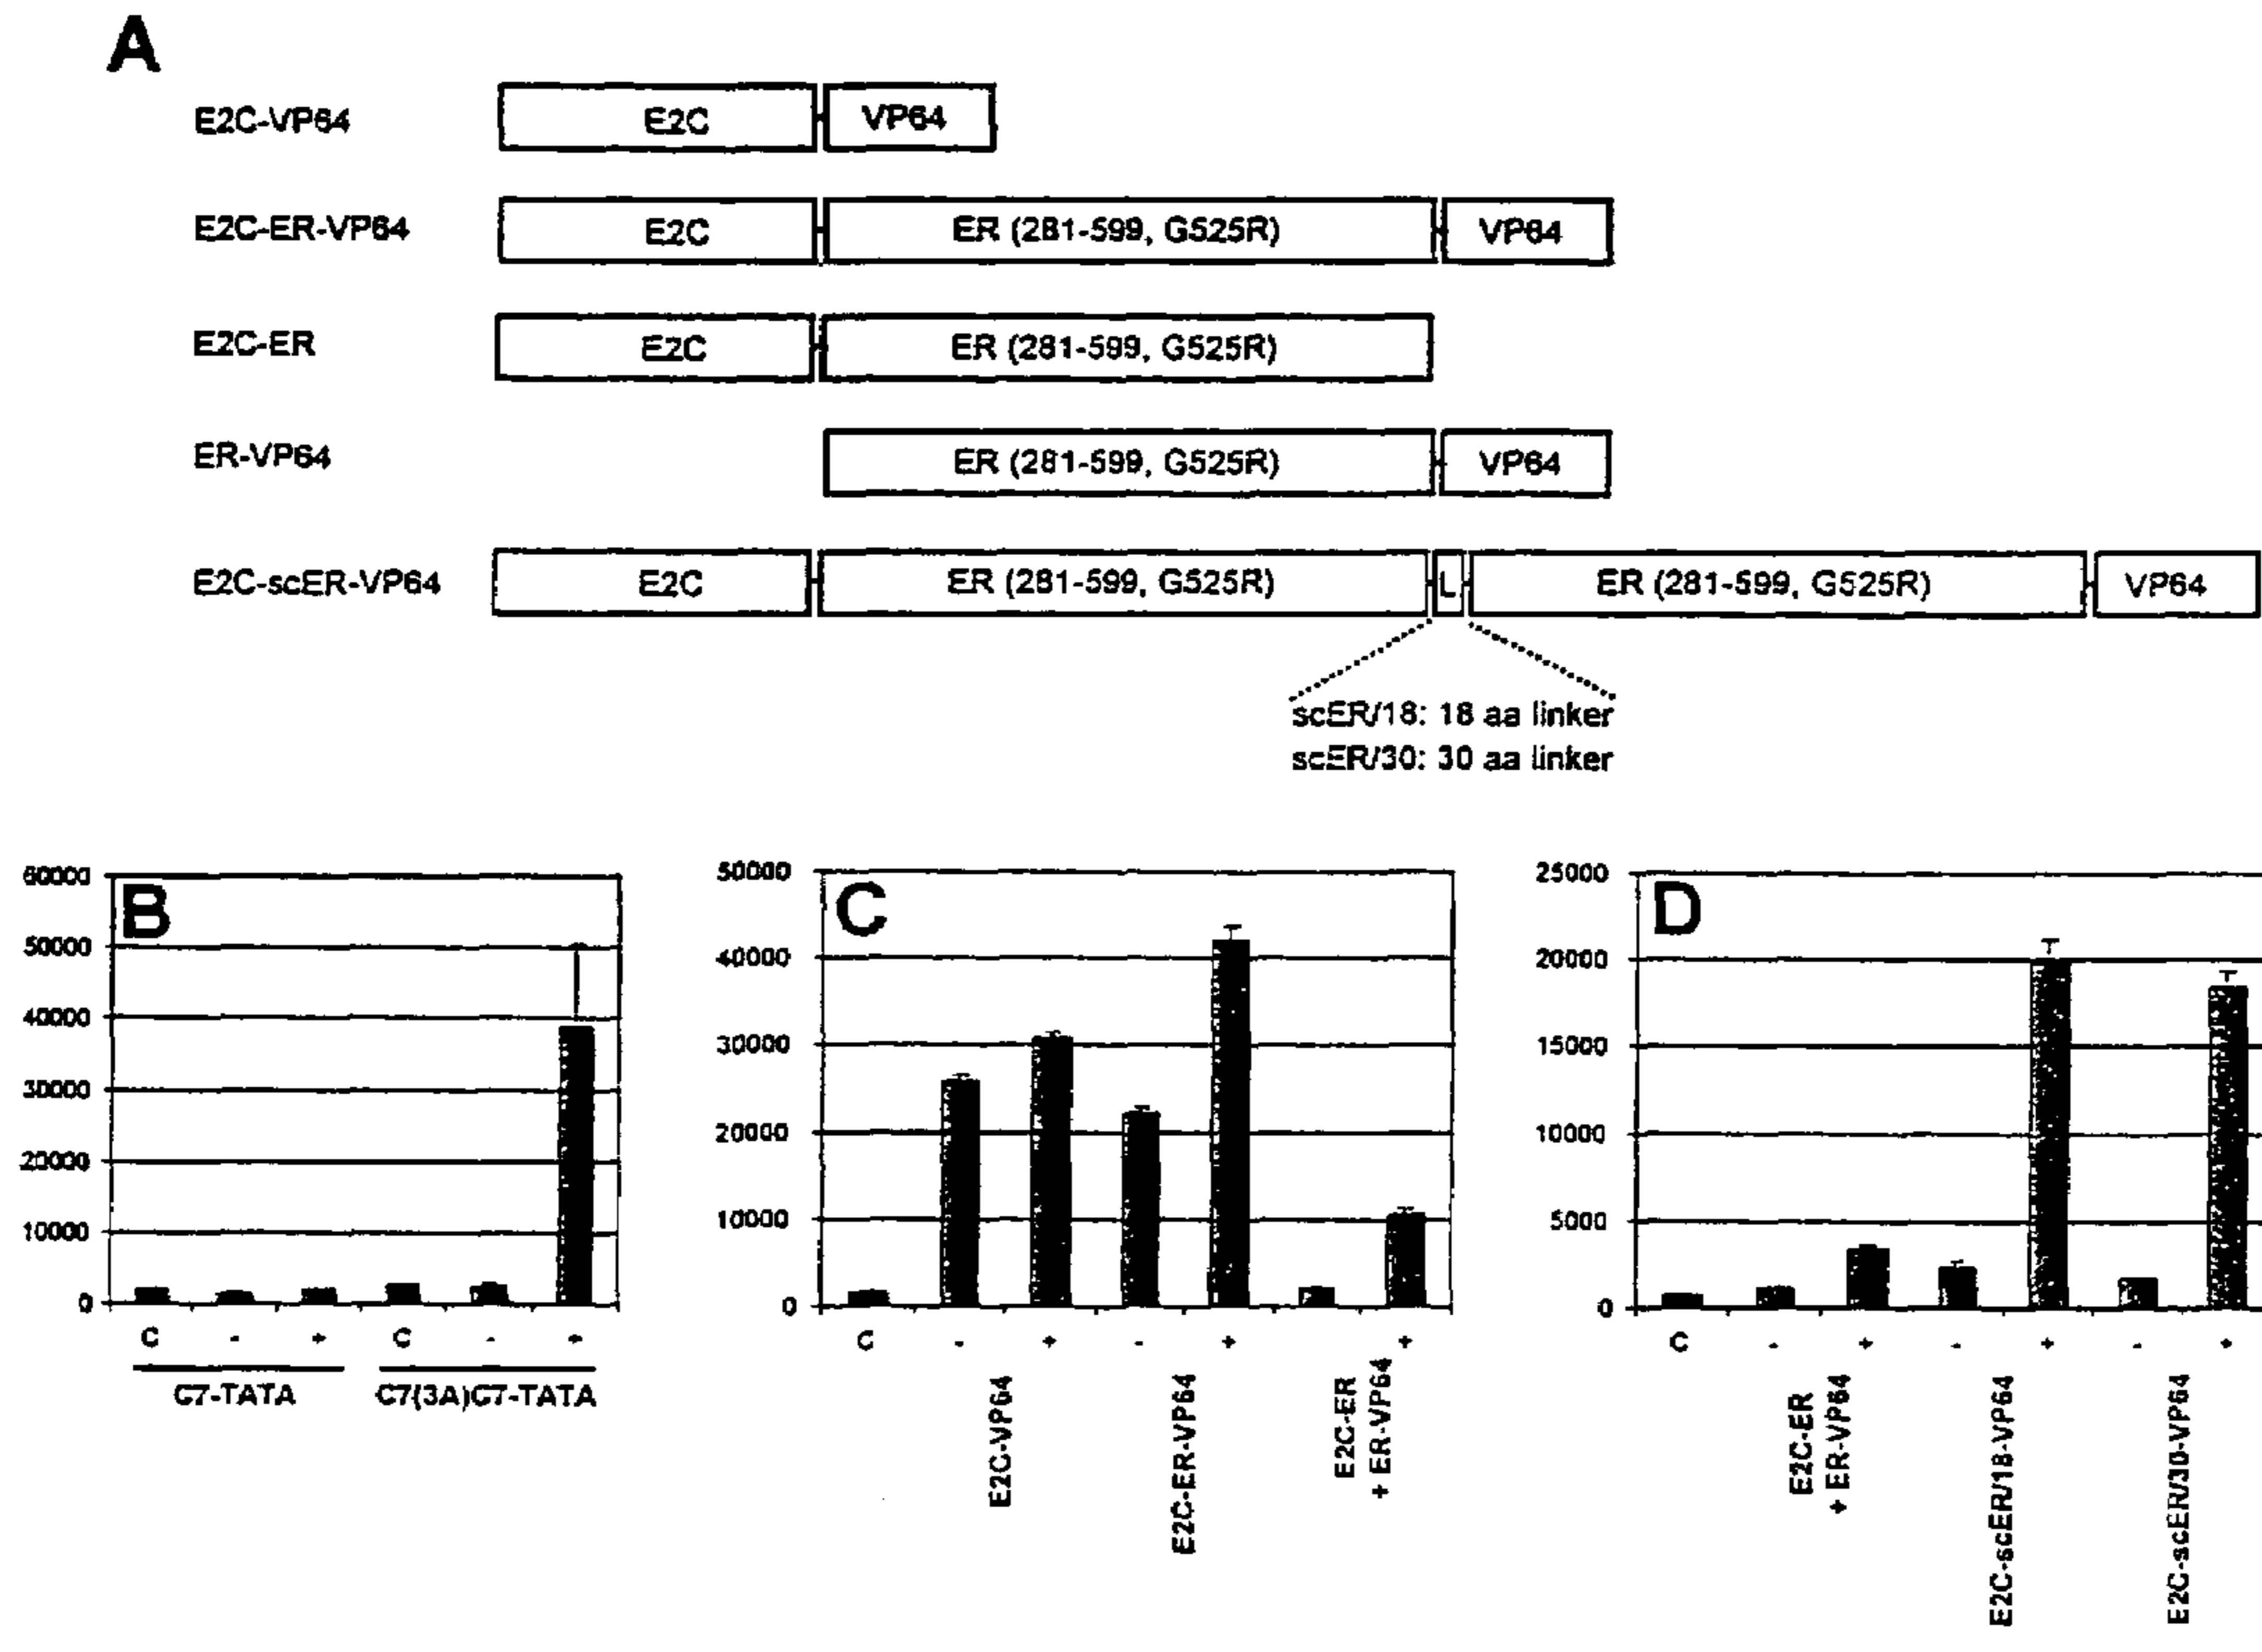 A
E2C-VP64 E2C VP64
E2C-ER-VP64 E2C ER (281-599, G525R) VP64
E2C-ER E2C ER (281-599, G525R)
ER-VP64 ER (281-599, G525R) VP64
E2C-scER-VP64 E2C ER (281-599, G525R) L ER (281-599, G525R) VP64
scER/18: 18 aa linker
scER/30: 30 aa linker
B
60000
50000
40000
30000
20000
10000
0
C - + C - +
C7-TATA C7(3A)C7-TATA
C
50000
40000
30000
20000
10000
0
C - + - + +
E2C-VP64
E2C-ER-VP64
E2C-ER
+ ER-VP64
D
25000
20000
15000
10000
5000
0
C - + - + - +
E2C-ER
+ ER-VP64
E2C-scER/18-VP64
E2C-scER/30-VP64